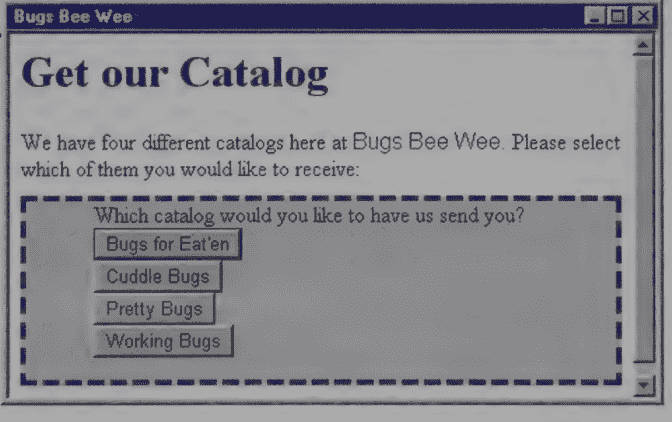 Bugs Bee Wee
Get our Catalog
We have four different catalogs here at Bugs Bee Wee. Please select
which of them you would like to receive:
Which catalog would you like to have us send you?
Bugs for Eat'en
Cuddle Bugs
Pretty Bugs
Working Bugs